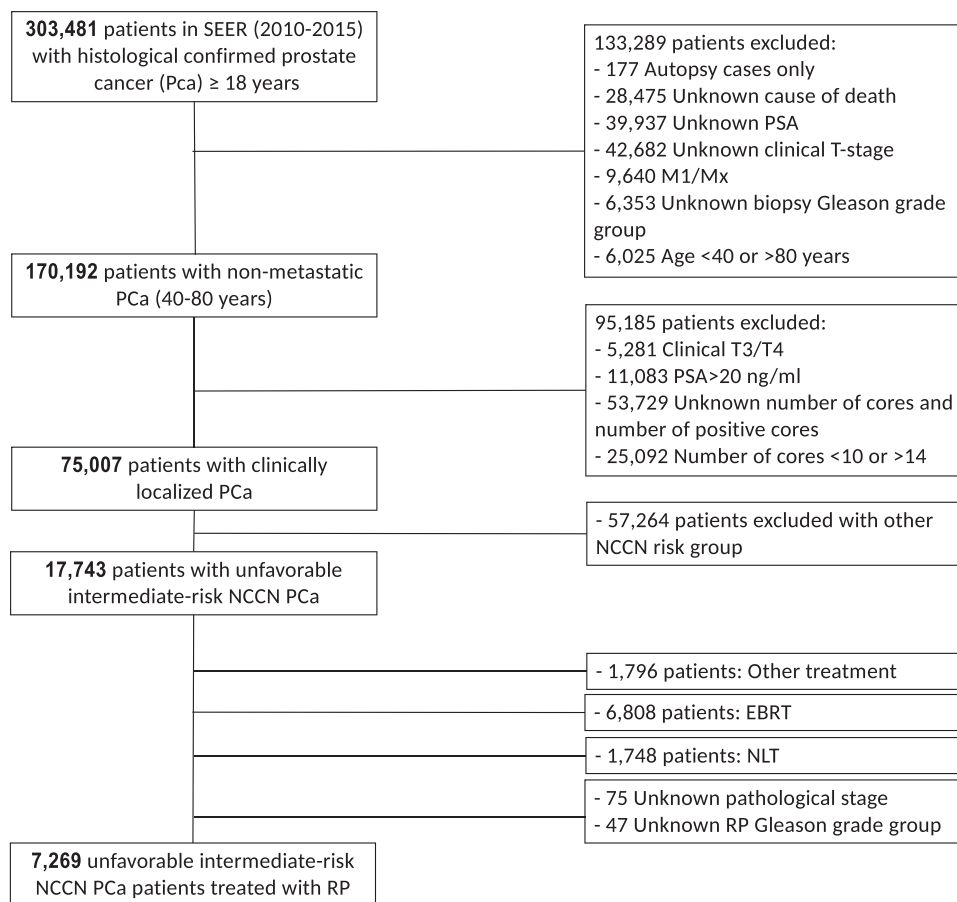 303,481 patients in SEER (2010-2015)
with histological confirmed prostate
cancer (Pca) ≥ 18 years
133,289 patients excluded:
- 177 Autopsy cases only
- 28,475 Unknown cause of death
- 39,937 Unknown PSA
- 42,682 Unknown clinical T-stage
- 9,640 M1/Mx
- 6,353 Unknown biopsy Gleason grade
group
- 6,025 Age <40 or >80 years
170,192 patients with non-metastatic
PCa (40-80 years)
95,185 patients excluded:
- 5,281 Clinical T3/T4
- 11,083 PSA>20 ng/ml
- 53,729 Unknown number of cores and
number of positive cores
- 25,092 Number of cores <10 or >14
75,007 patients with clinically
localized PCa
- 57,264 patients excluded with other
NCCN risk group
17,743 patients with unfavorable
intermediate-risk NCCN PCa
- 1,796 patients: Other treatment
- 6,808 patients: EBRT
- 1,748 patients: NLT
- 75 Unknown pathological stage
- 47 Unknown RP Gleason grade group
7,269 unfavorable intermediate-risk
NCCN PCa patients treated with RP